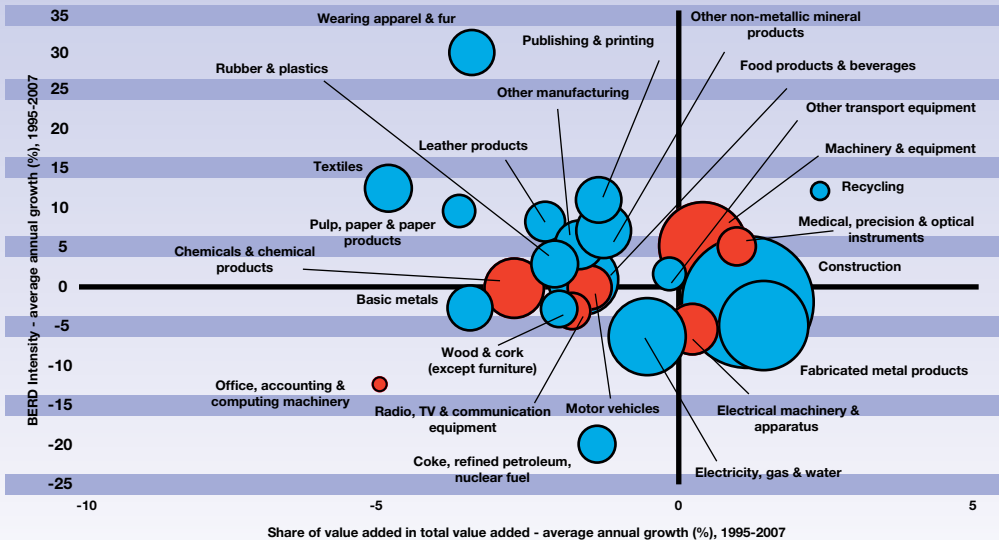 35
Wearing apparel & fur
Other non-metallic mineral
products
Publishing & printing
30
Rubber & plastics
Food products & beverages
25
Other manufacturing
Other transport equipment
20
Leather products
Machinery & equipment
15
Textiles
Recycling
10
Pulp, paper & paper
products
Medical, precision & optical
instruments
5
Chemicals & chemical
products
Construction
0
Basic metals
-5
Wood & cork
(except furniture)
-10
Fabricated metal products
Office, accounting &
computing machinery
-15
Radio, TV & communication
equipment
Motor vehicles
Electrical machinery &
apparatus
-20
Coke, refined petroleum,
nuclear fuel
Electricity, gas & water
-25
BERD Intensity - average annual growth (%), 1995-2007
-10
-5
0
5
Share of value added in total value added - average annual growth (%), 1995-2007